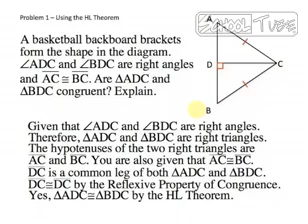 Problem 1 - Using the HL Theorem
School Tube
A basketball backboard brackets
form the shape in the diagram.
∠ADC and ∠BDC are right angles
and AC ≅ BC. Are ΔADC and
ΔBDC congruent? Explain.
A
D
C
B
Given that ∠ADC and ∠BDC are right angles.
Therefore, ΔADC and ΔBDC are right triangles.
The hypotenuses of the two right triangles are
AC and BC. You are also given that AC≅BC.
DC is a common leg of both ΔADC and ΔBDC.
DC≅DC by the Reflexive Property of Congruence.
Yes, ΔADC≅ΔBDC by the HL Theorem.